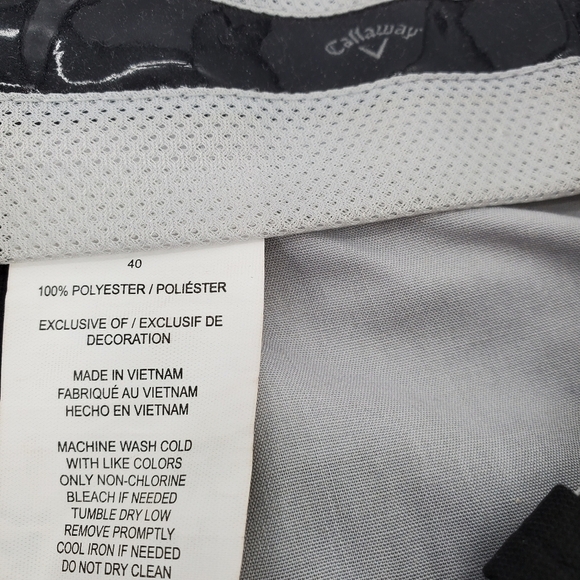 Callaway
40
100% POLYESTER / POLIÉSTER
EXCLUSIVE OF / EXCLUSIF DE
DECORATION
MADE IN VIETNAM
FABRIQUÉ AU VIETNAM
HECHO EN VIETNAM
MACHINE WASH COLD
WITH LIKE COLORS
ONLY NON-CHLORINE
BLEACH IF NEEDED
TUMBLE DRY LOW
REMOVE PROMPTLY
COOL IRON IF NEEDED
DO NOT DRY CLEAN